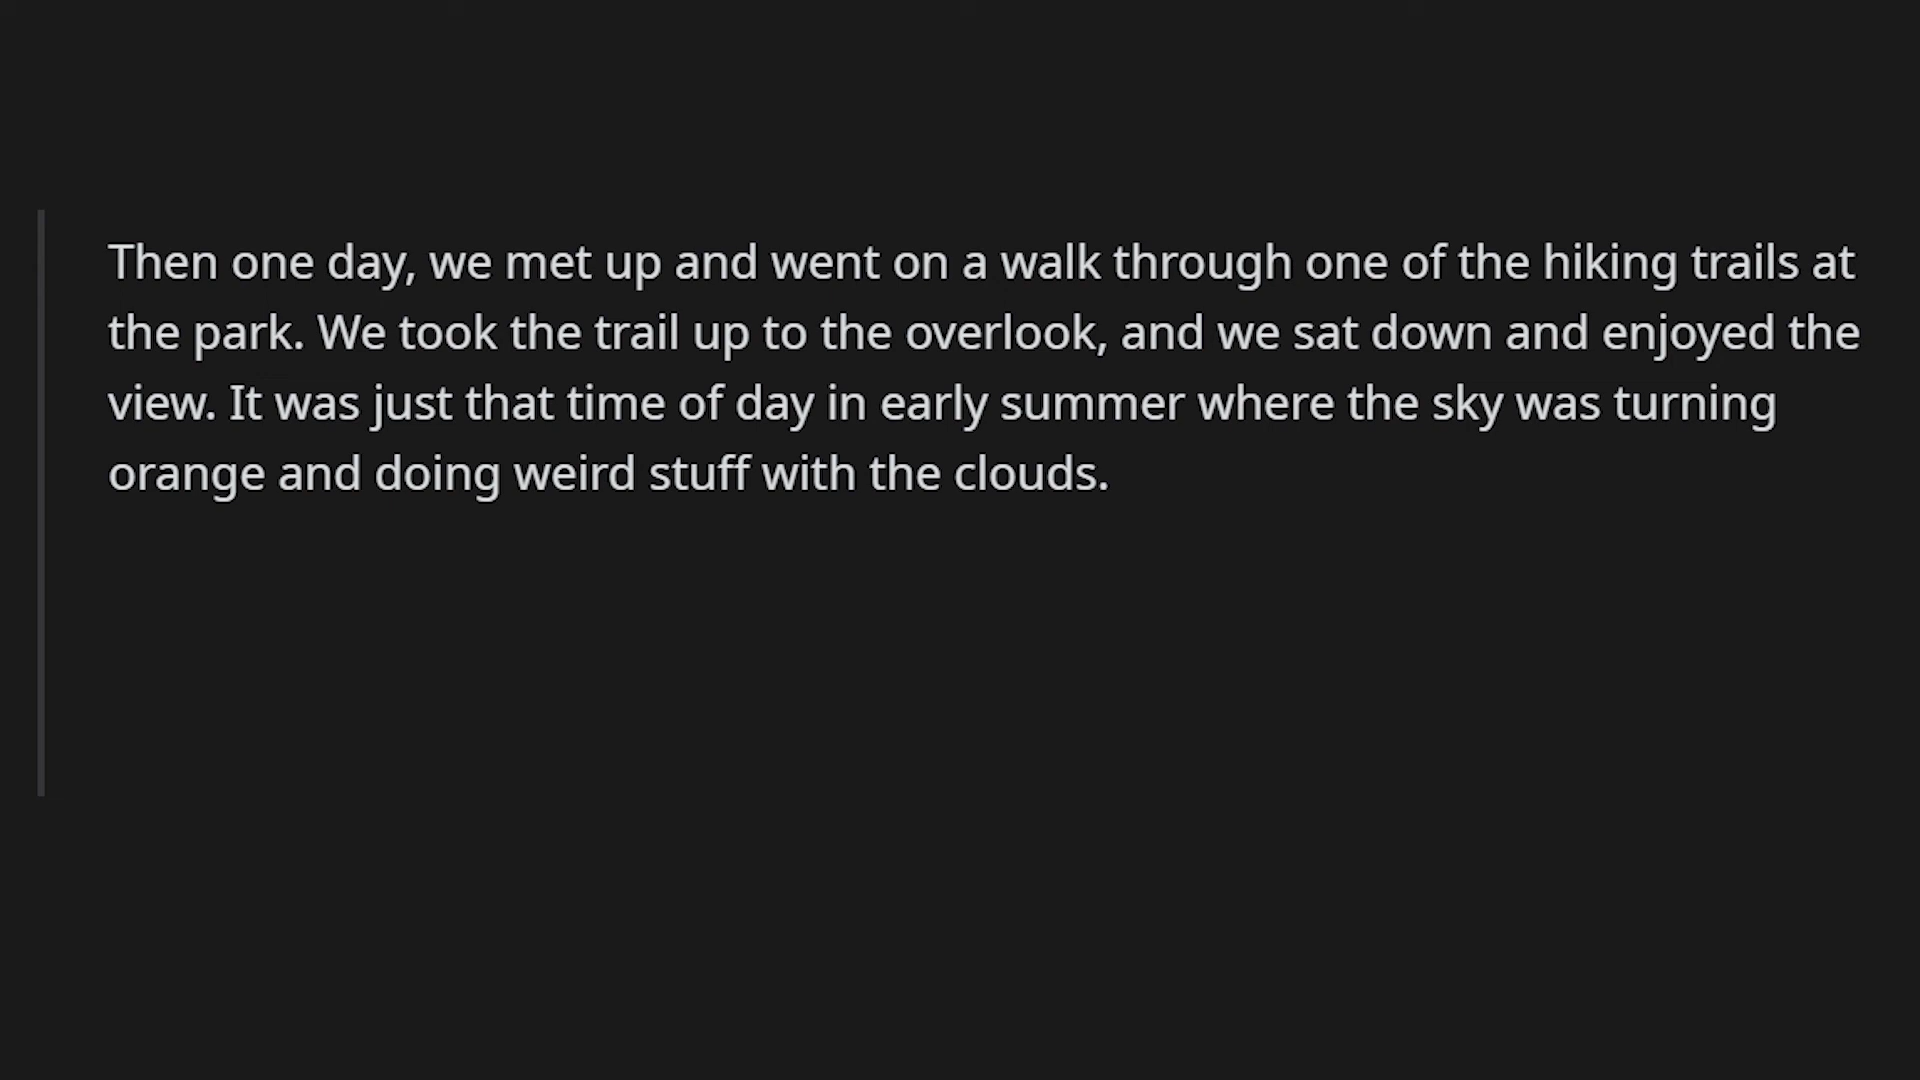 Then one day, we met up and went on a walk through one of the hiking trails at
the park. We took the trail up to the overlook, and we sat down and enjoyed the
view. It was just that time of day in early summer where the sky was turning
orange and doing weird stuff with the clouds.